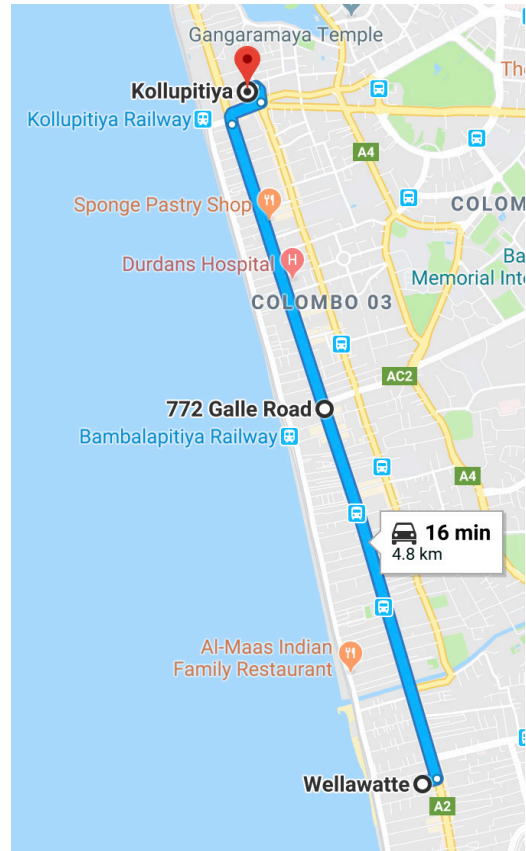 Gangaramaya Temple
The
Kollupitiya
Kollupitiya Railway
A4
Sponge Pastry Shop
COLOM
Durdans Hospital
H
Ba
Memorial Inte
COLOMBO 03
AC2
772 Galle Road
Bambalapitiya Railway
A4
16 min
4.8 km
Al-Maas Indian
Family Restaurant
Wellawatte
A2